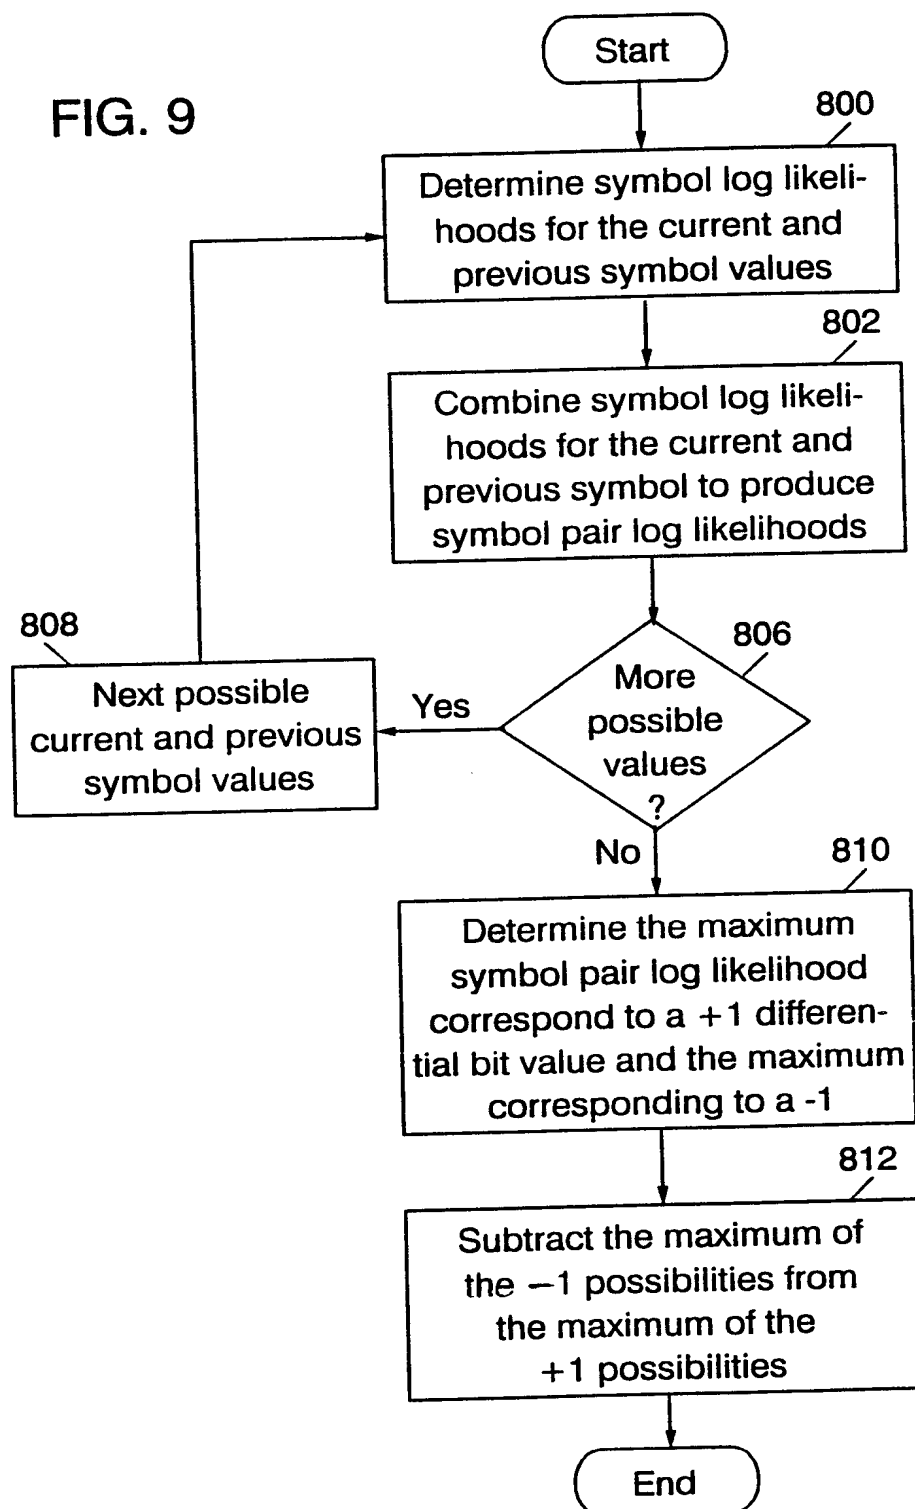 Start
FIG. 9
800
Determine symbol log likeli-
hoods for the current and
previous symbol values
802
Combine symbol log likeli-
hoods for the current and
previous symbol to produce
symbol pair log likelihoods
808
Next possible
current and previous
symbol values
Yes
806
More
possible
values
?
No
810
Determine the maximum
symbol pair log likelihood
correspond to a +1 differen-
tial bit value and the maximum
corresponding to a -1
812
Subtract the maximum of
the −1 possibilities from
the maximum of the
+1 possibilities
End